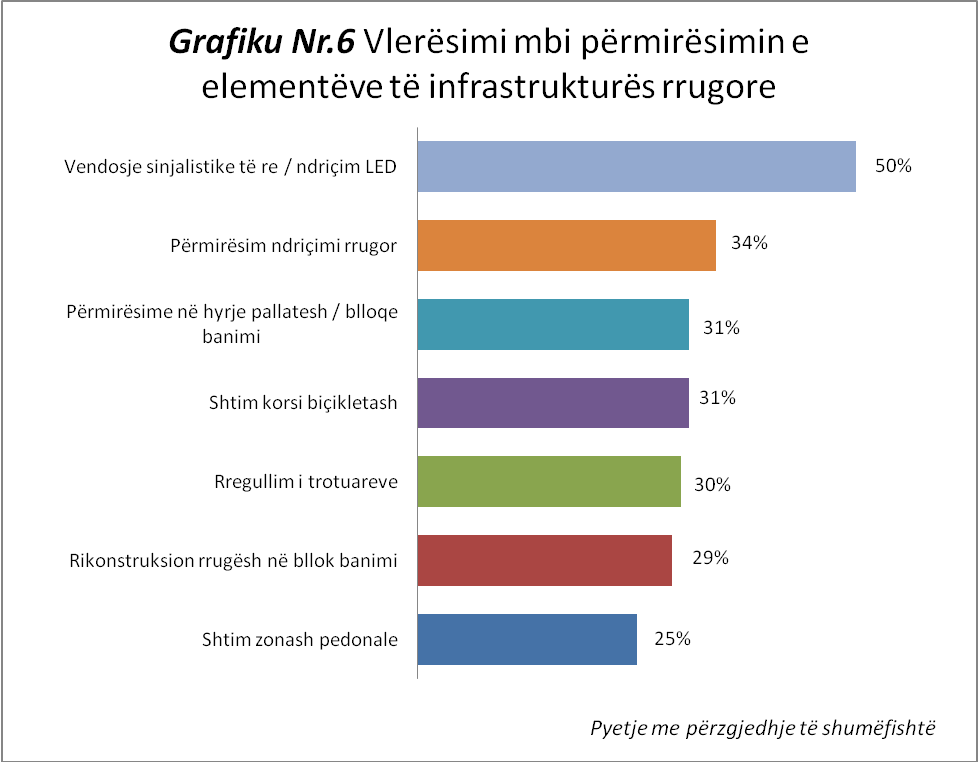 Grafiku Nr.6 Vlerësimi mbi përmirësimin e
elementëve të infrastrukturës rrugore
Vendosje sinjalistike të re / ndriçim LED
50%
Përmirësim ndriçimi rrugor
34%
Përmirësime në hyrje pallatesh / blloqe
banimi
31%
Shtim korsi biçikletash
31%
Rregullim i trotuareve
30%
Rikonstruksion rrugësh në bllok banimi
29%
Shtim zonash pedonale
25%
Pyetje me përzgjedhje të shumëfishtë